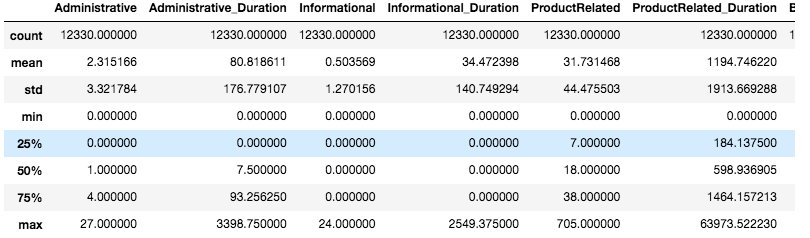 Administrative Administrative_Duration Informational Informational_Duration ProductRelated ProductRelated_Duration
count 12330.000000 12330.000000 12330.000000 12330.000000 12330.000000 12330.000000
mean 2.315166 80.818611 0.503569 34.472398 31.731468 1194.746220
std 3.321784 176.779107 1.270156 140.749294 44.475503 1913.669288
min 0.000000 0.000000 0.000000 0.000000 0.000000 0.000000
25% 0.000000 0.000000 0.000000 0.000000 7.000000 184.137500
50% 1.000000 7.500000 0.000000 0.000000 18.000000 598.936905
75% 4.000000 93.256250 0.000000 0.000000 38.000000 1464.157213
max 27.000000 3398.750000 24.000000 2549.375000 705.000000 63973.522230